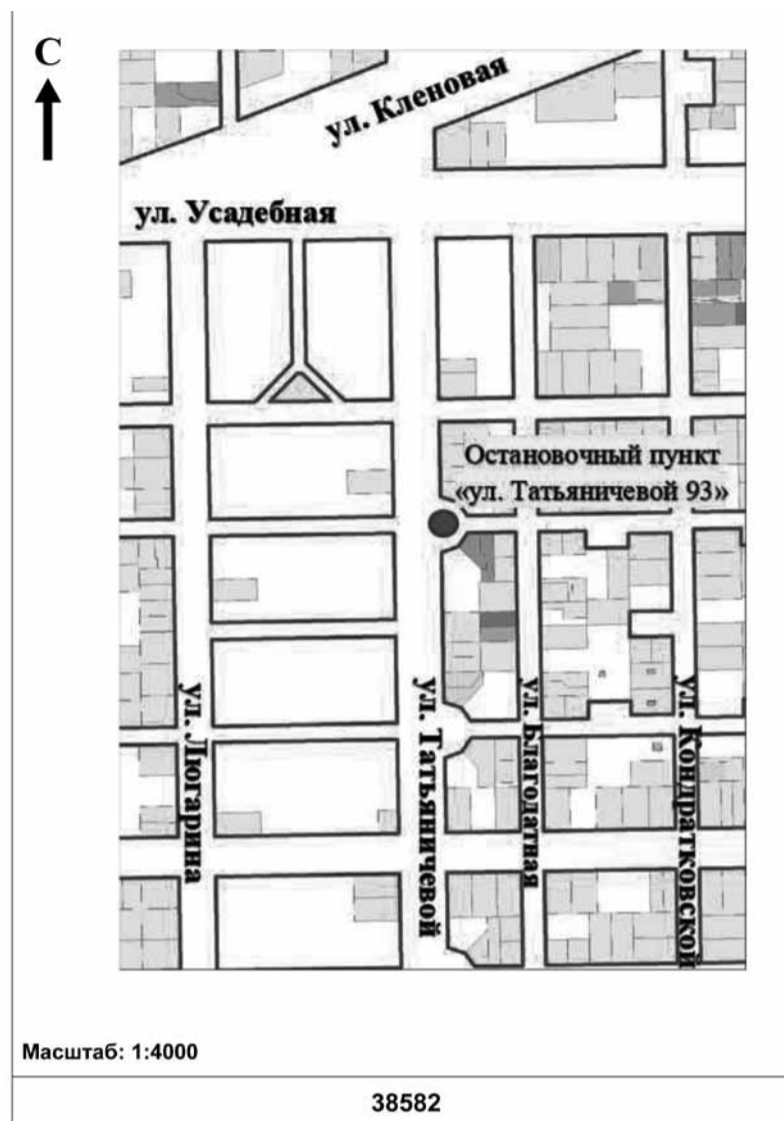 С
ул. Кленовая
ул. Усадебная
Остановочный пункт
«ул. Татьяничевой 93»
ул. Люгарина
ул. Татьяничевой
ул. Благодатная
ул. Кондратковской
Масштаб: 1:4000
38582